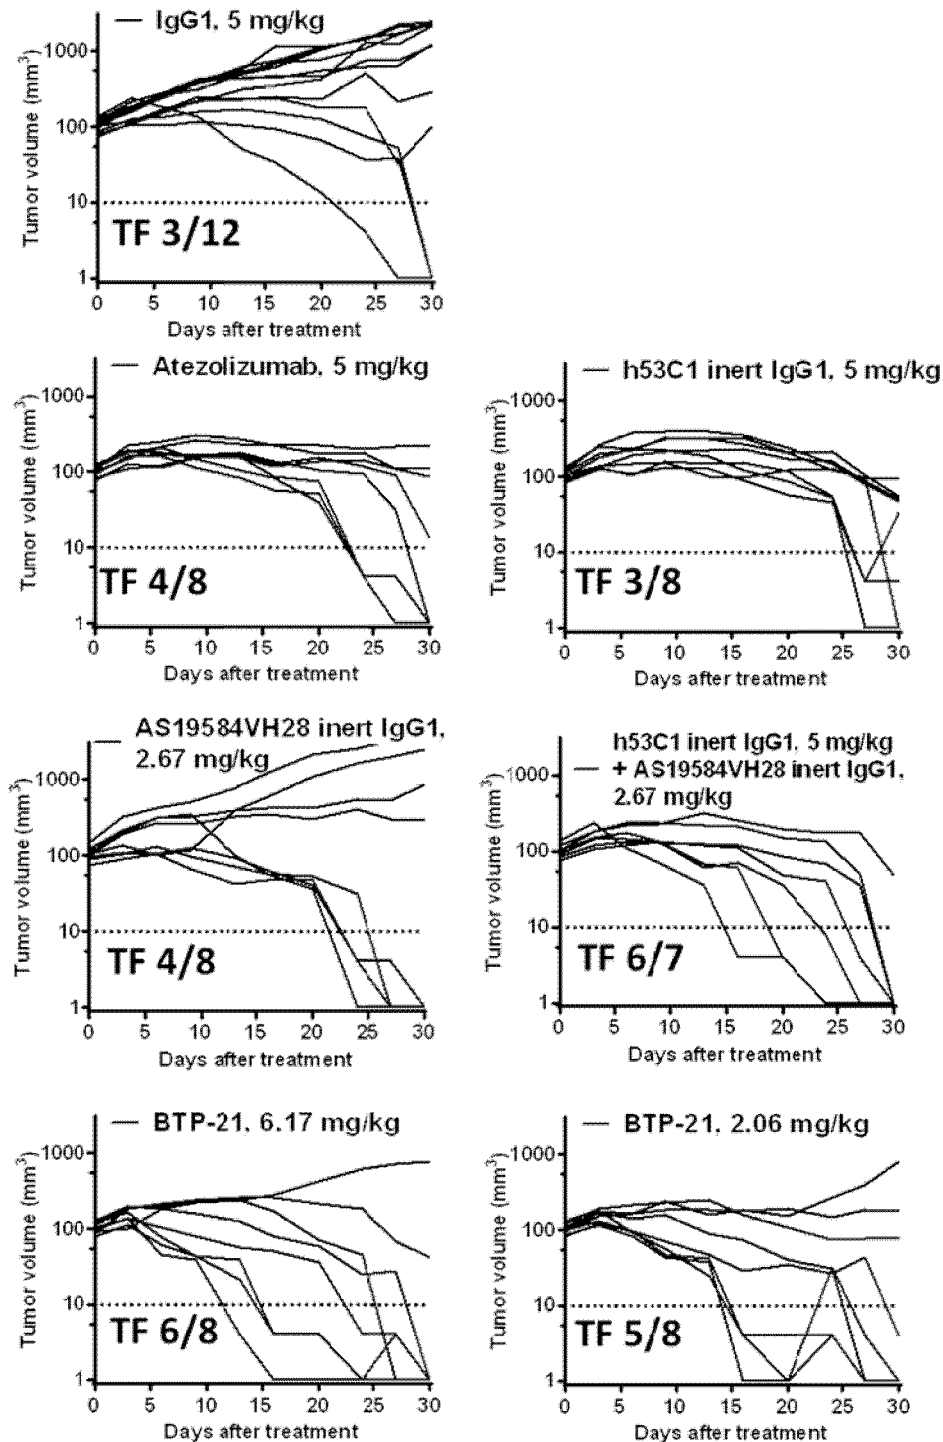 IgG1, 5 mg/kg
Tumor volume (mm³)
1000
100
10
1
TF 3/12
0 5 10 15 20 25 30
Days after treatment
Atezolizumab, 5 mg/kg
Tumor volume (mm³)
1000
100
10
1
TF 4/8
0 5 10 15 20 25 30
Days after treatment
h53C1 inert IgG1, 5 mg/kg
Tumor volume (mm³)
1000
100
10
1
TF 3/8
0 5 10 15 20 25 30
Days after treatment
AS19584VH28 inert IgG1,
2.67 mg/kg
Tumor volume (mm³)
1000
100
10
1
TF 4/8
0 5 10 15 20 25 30
Days after treatment
h53C1 inert IgG1, 5 mg/kg
+ AS19584VH28 inert IgG1,
2.67 mg/kg
Tumor volume (mm³)
1000
100
10
1
TF 6/7
0 5 10 15 20 25 30
Days after treatment
BTP-21, 6.17 mg/kg
Tumor volume (mm³)
1000
100
10
1
TF 6/8
0 5 10 15 20 25 30
Days after treatment
BTP-21, 2.06 mg/kg
Tumor volume (mm³)
1000
100
10
1
TF 5/8
0 5 10 15 20 25 30
Days after treatment